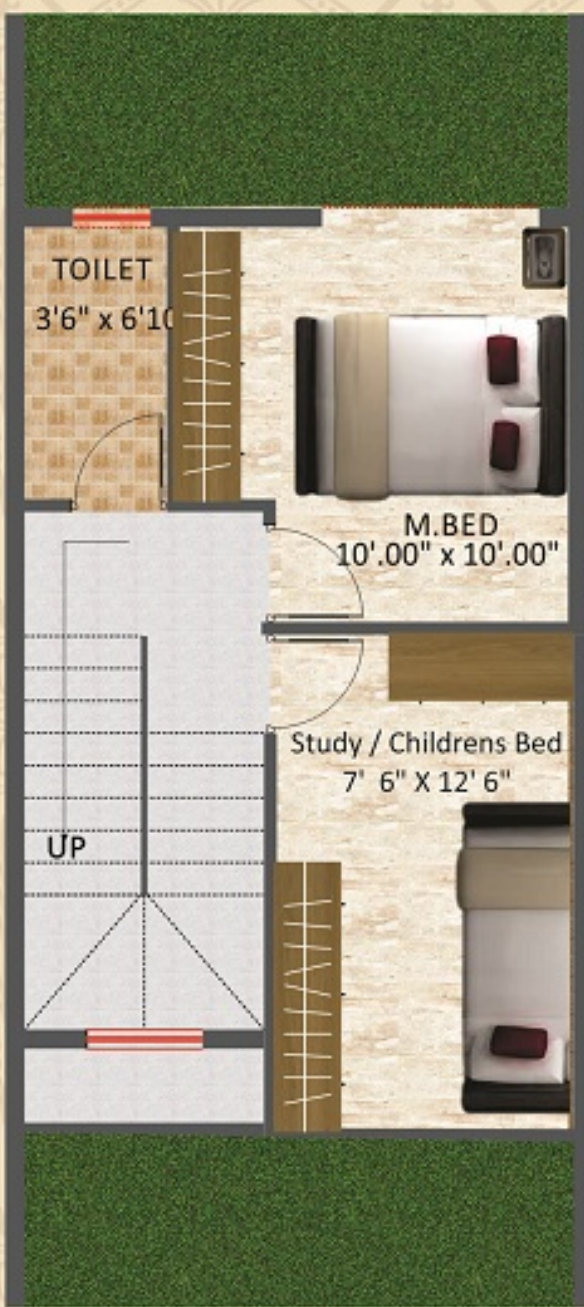 TOILET
3'6" x 6'10
M.BED
10'.00" x 10'.00"
Study / Childrens Bed
7' 6" X 12' 6"
UP